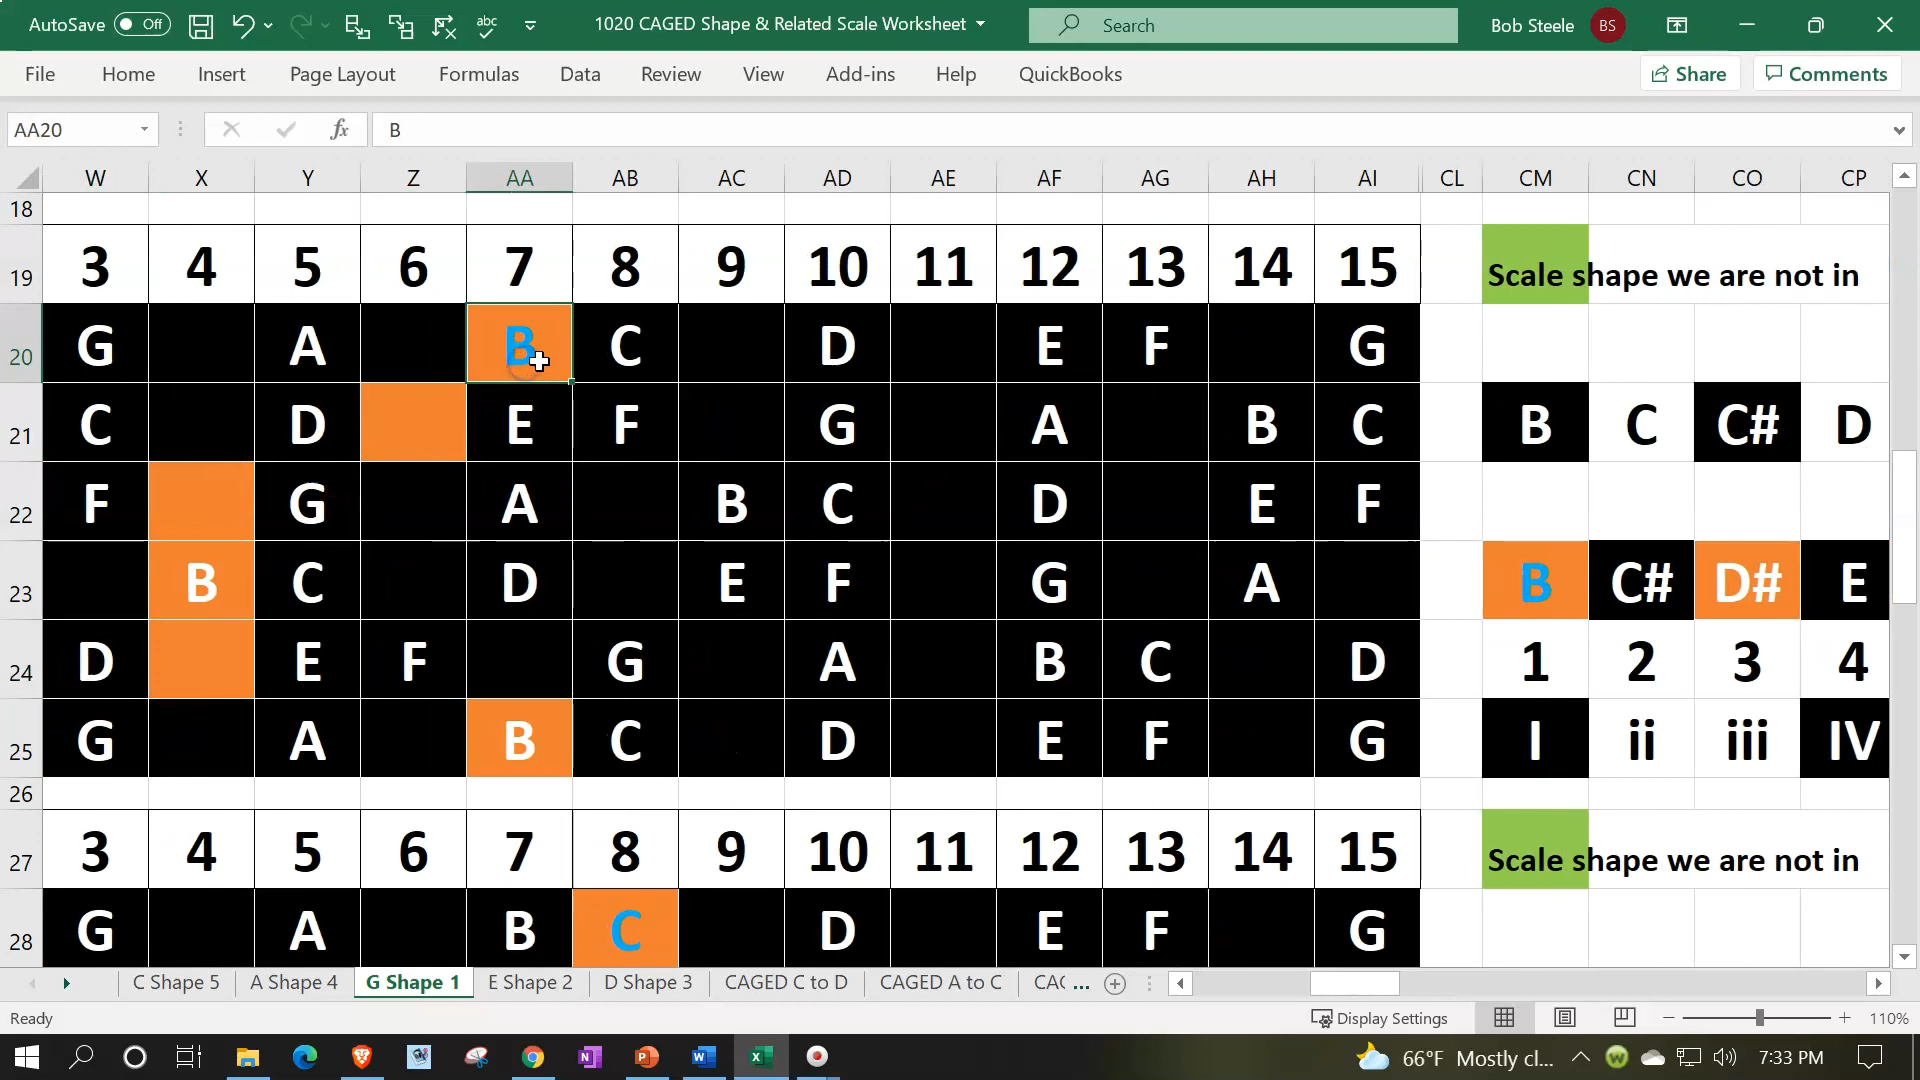 AutoSave Off
abc
1020 CAGED Shape & Related Scale Worksheet
Search
Bob Steele BS
File Home Insert Page Layout Formulas Data Review View Add-ins Help QuickBooks
Share Comments
AA20 fx B
W X Y Z AA AB AC AD AE AF AG AH AI CL CM CN CO CP
18
19 3 4 5 6 7 8 9 10 11 12 13 14 15 Scale shape we are not in
20 G A B C D E F G
21 C D E F G A B C B C C# D
22 F G A B C D E F
23 B C D E F G A B C# D# E
24 D E F G A B C D 1 2 3 4
25 G A B C D E F G I ii iii IV
26
27 3 4 5 6 7 8 9 10 11 12 13 14 15 Scale shape we are not in
28 G A B C D E F G
C Shape 5 A Shape 4 G Shape 1 E Shape 2 D Shape 3 CAGED C to D CAGED A to C CAG ...
Ready Display Settings 110%
66°F Mostly cl... 7:33 PM